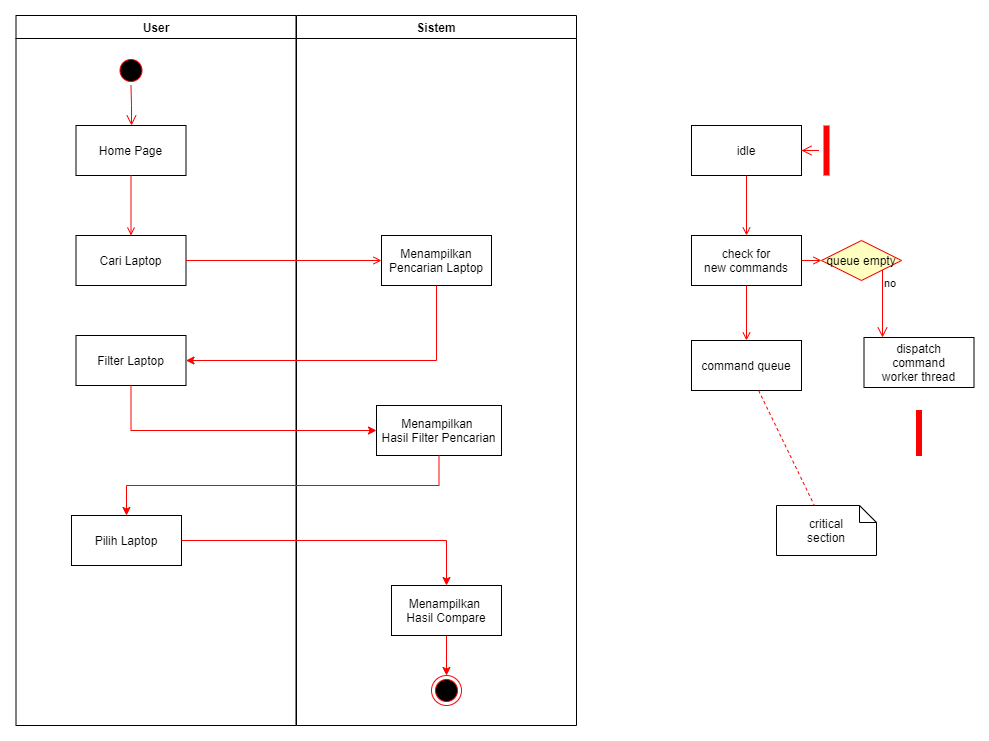 User
Sistem
Home Page
Cari Laptop
Menampilkan
Pencarian Laptop
Filter Laptop
Menampilkan
Hasil Filter Pencarian
Pilih Laptop
Menampilkan
Hasil Compare
idle
check for
new commands
queue empty
no
command queue
dispatch
command
worker thread
critical
section